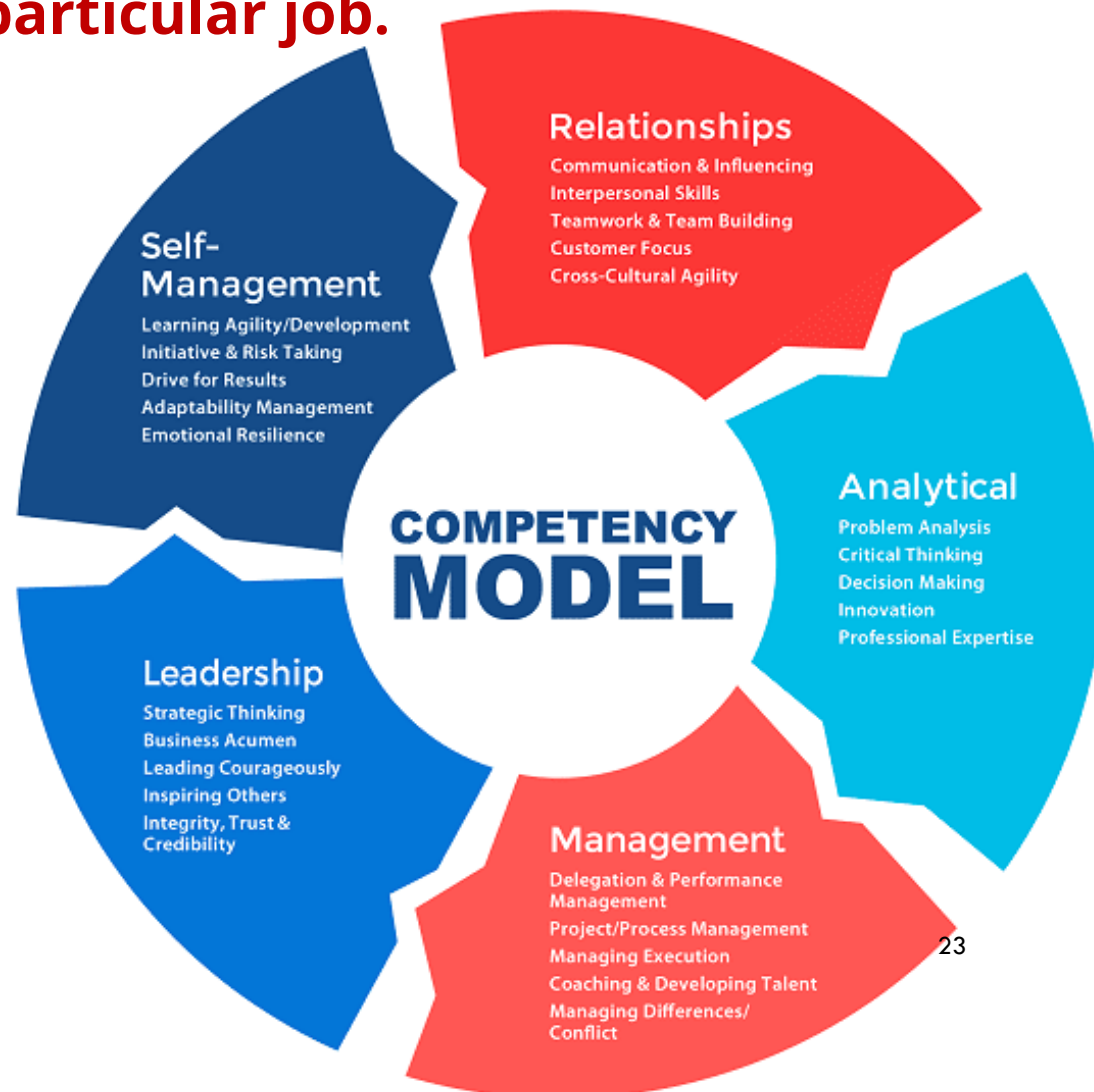 particular job.
Relationships
Communication & Influencing
Interpersonal Skills
Teamwork & Team Building
Customer Focus
Cross-Cultural Agility
Analytical
Problem Analysis
Critical Thinking
Decision Making
Innovation
Professional Expertise
Management
Delegation & Performance
Management
Project/Process Management
Managing Execution
Coaching & Developing Talent
Managing Differences/
Conflict
Leadership
Strategic Thinking
Business Acumen
Leading Courageously
Inspiring Others
Integrity, Trust &
Credibility
Self-
Management
Learning Agility/Development
Initiative & Risk Taking
Drive for Results
Adaptability Management
Emotional Resilience
COMPETENCY
MODEL
23